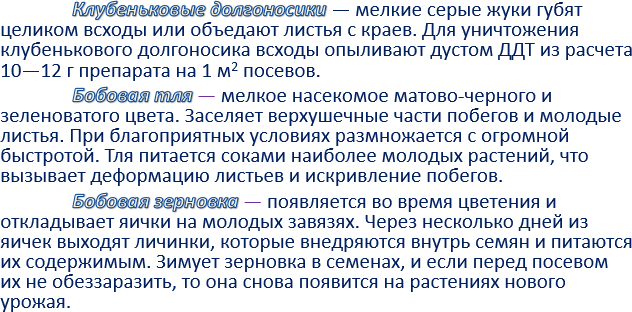 Клубеньковые долгоносики — мелкие серые жуки губят
целиком всходы или объедают листья с краев. Для уничтожения
клубенькового долгоносика всходы опыливают дустом ДДТ из расчета
10—12 г препарата на 1 м² посевов.
Бобовая тля — мелкое насекомое матово-черного и
зеленоватого цвета. Заселяет верхушечные части побегов и молодые
листья. При благоприятных условиях размножается с огромной
быстротой. Тля питается соками наиболее молодых растений, что
вызывает деформацию листьев и искривление побегов.
Бобовая зерновка — появляется во время цветения и
откладывает яички на молодых завязях. Через несколько дней из
яичек выходят личинки, которые внедряются внутрь семян и питаются
их содержимым. Зимует зерновка в семенах, и если перед посевом
их не обеззаразить, то она снова появится на растениях нового
урожая.